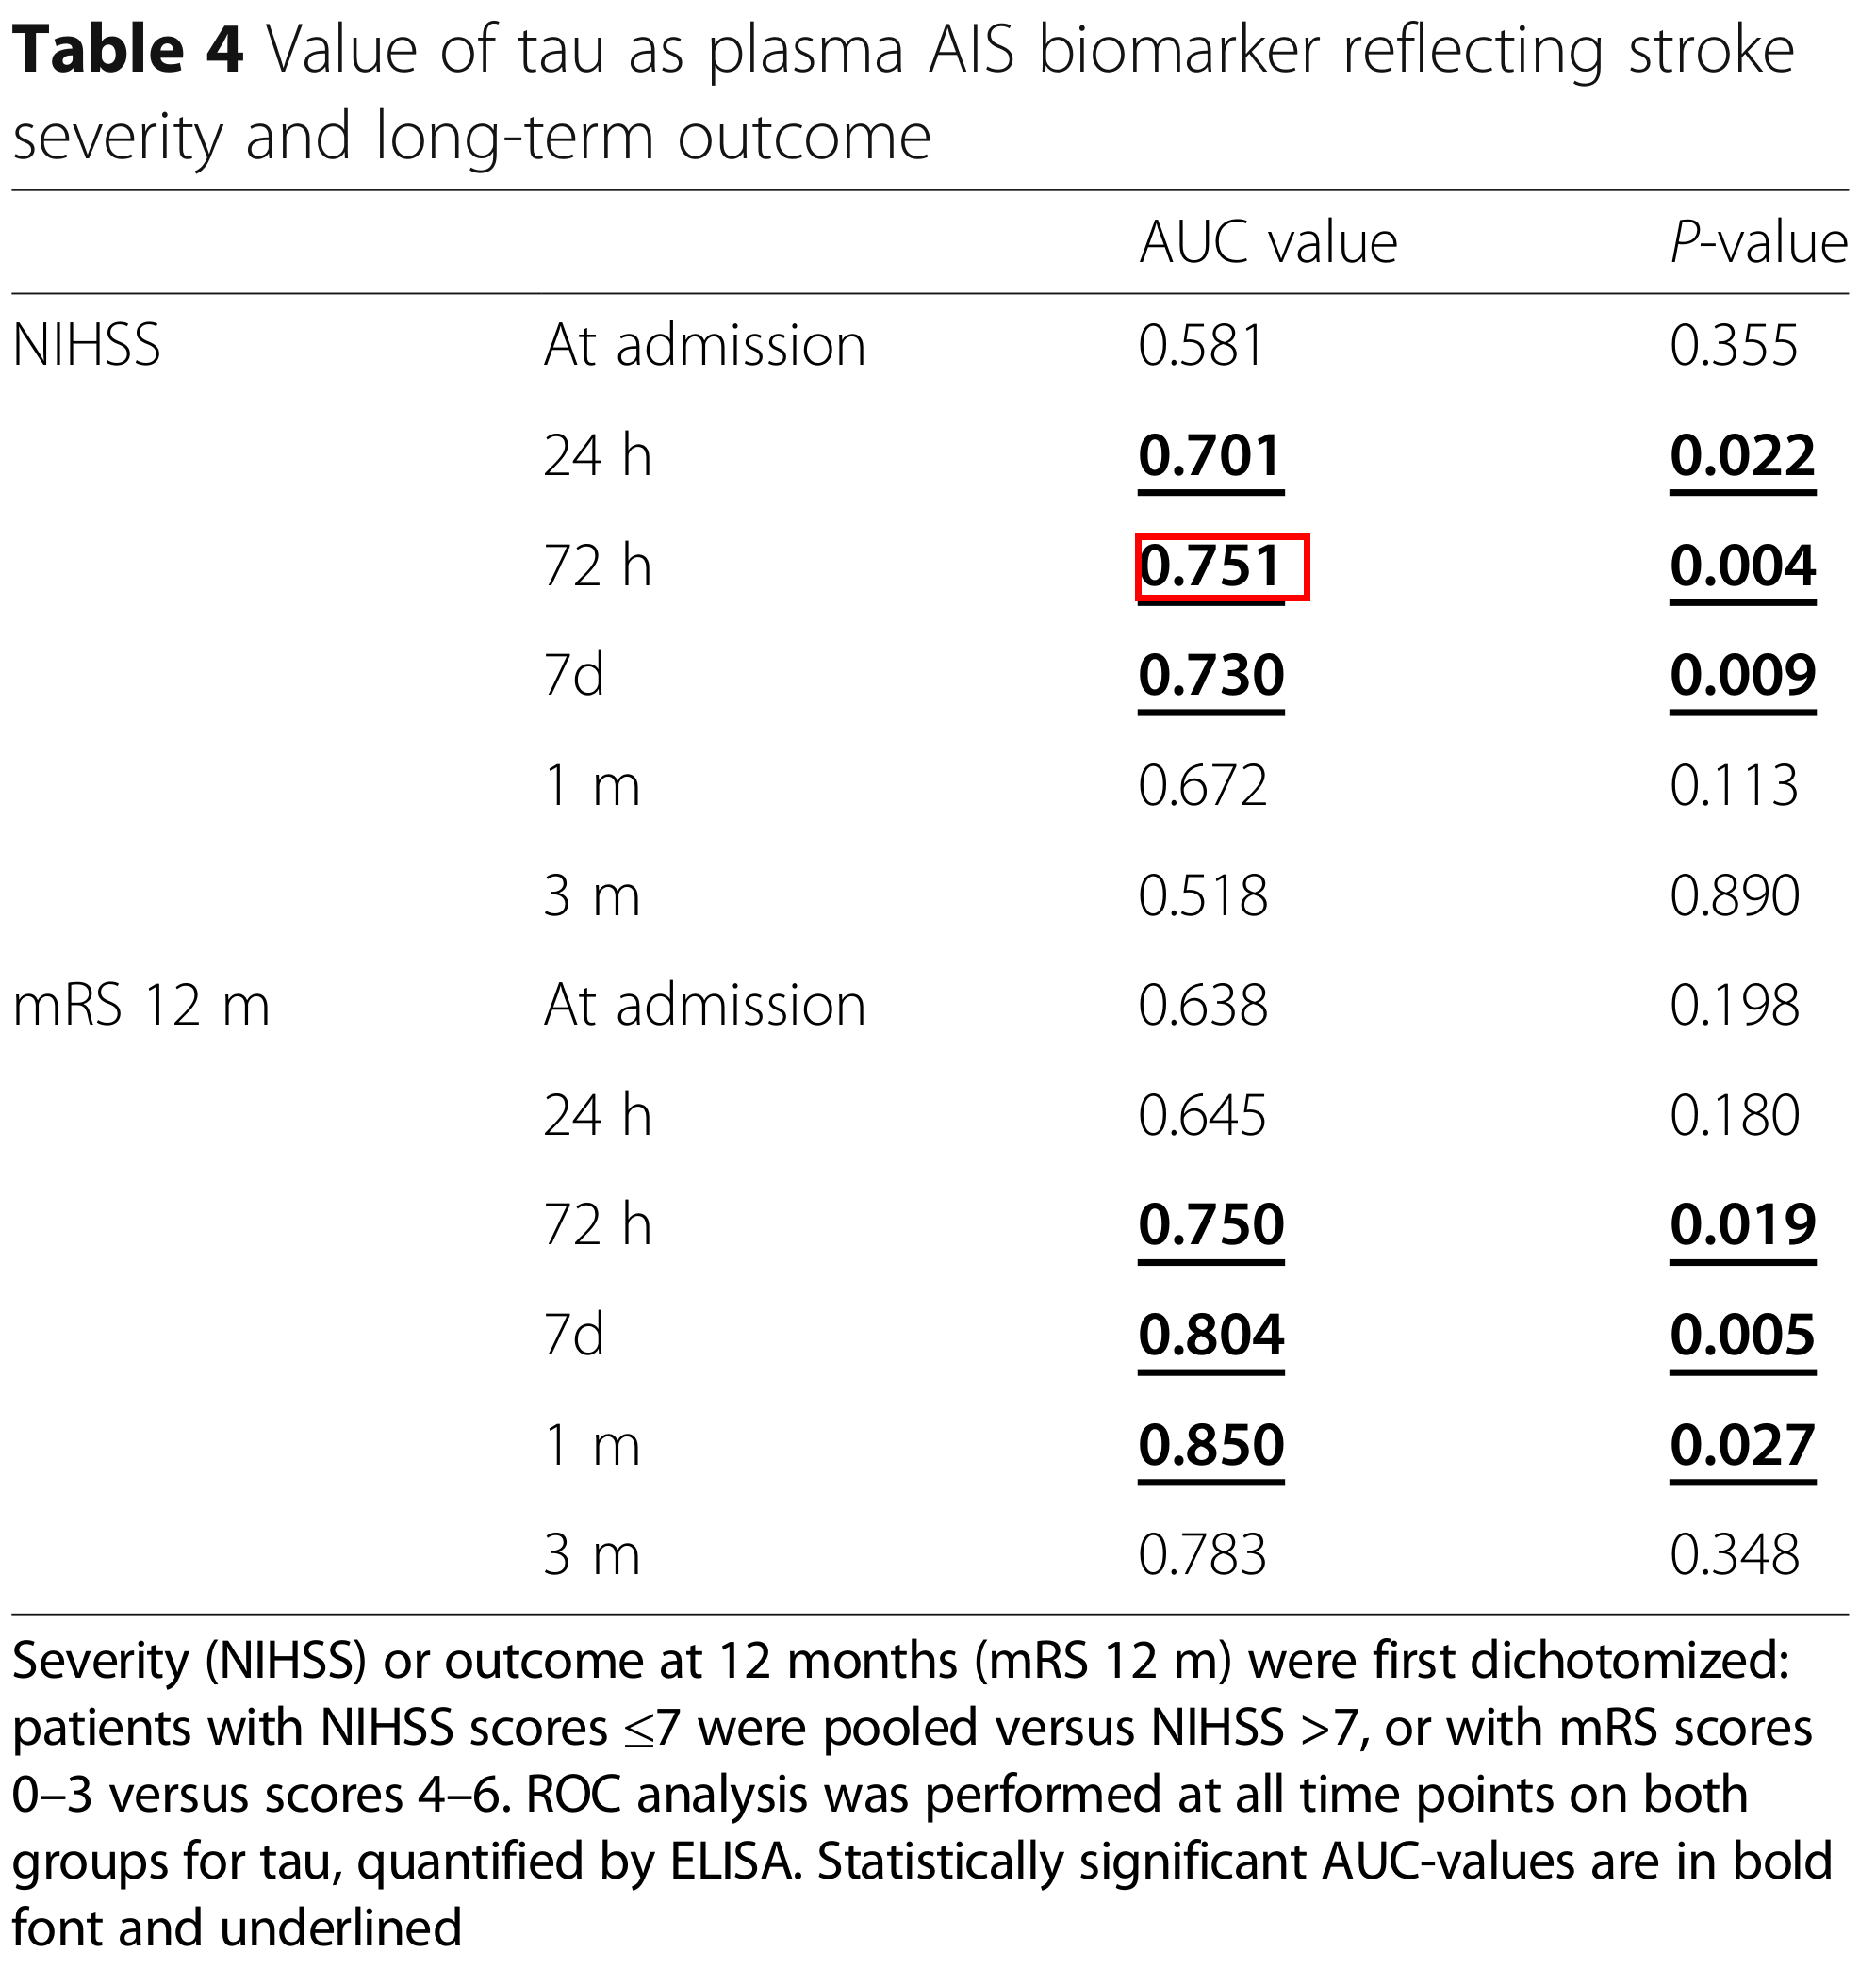 Table 4 Value of tau as plasma AIS biomarker reflecting stroke
severity and long-term outcome
AUC value P-value
NIHSS At admission 0.581 0.355
24 h 0.701 0.022
72 h 0.751 0.004
7d 0.730 0.009
1 m 0.672 0.113
3 m 0.518 0.890
mRS 12 m At admission 0.638 0.198
24 h 0.645 0.180
72 h 0.750 0.019
7d 0.804 0.005
1 m 0.850 0.027
3 m 0.783 0.348
Severity (NIHSS) or outcome at 12 months (mRS 12 m) were first dichotomized:
patients with NIHSS scores ≤7 were pooled versus NIHSS >7, or with mRS scores
0–3 versus scores 4–6. ROC analysis was performed at all time points on both
groups for tau, quantified by ELISA. Statistically significant AUC-values are in bold
font and underlined